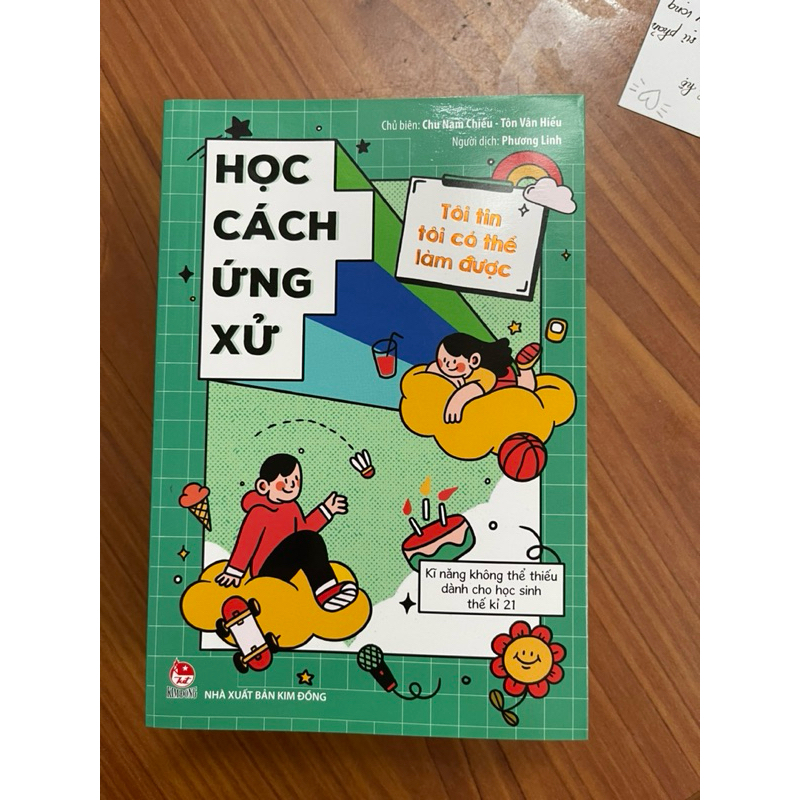 Chủ biên: Chu Nam Chiếu - Tôn Vân Hiểu
Người dịch: Phương Linh
HỌC
CÁCH
ỨNG
XỬ
Tôi tin
tôi có thể
làm được
Kĩ năng không thể thiếu
dành cho học sinh
thế kỉ 21
KIM ĐỒNG
NHÀ XUẤT BẢN KIM ĐỒNG